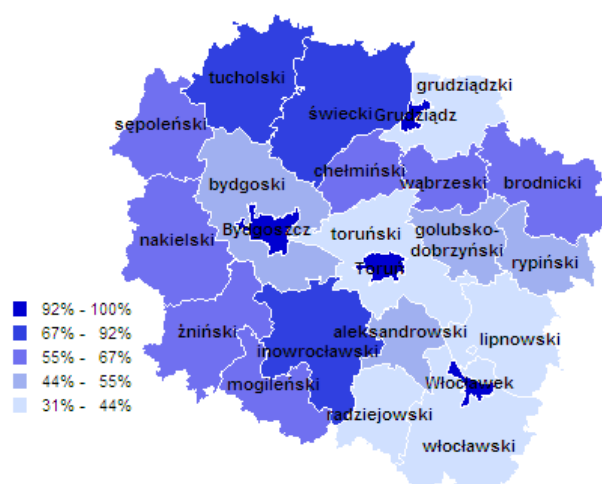 tucholski
grudziądzki
świecki
Grudziądz
sępoleński
chełmiński
wąbrzeski
brodnicki
bydgoski
Bydgoszcz
toruński
golubsko-
dobrzyński
nakielski
Toruń
rypiński
żniński
aleksandrowski
lipnowski
inowrocławski
mogileński
Włocławek
radziejowski
włocławski
92% - 100%
67% - 92%
55% - 67%
44% - 55%
31% - 44%